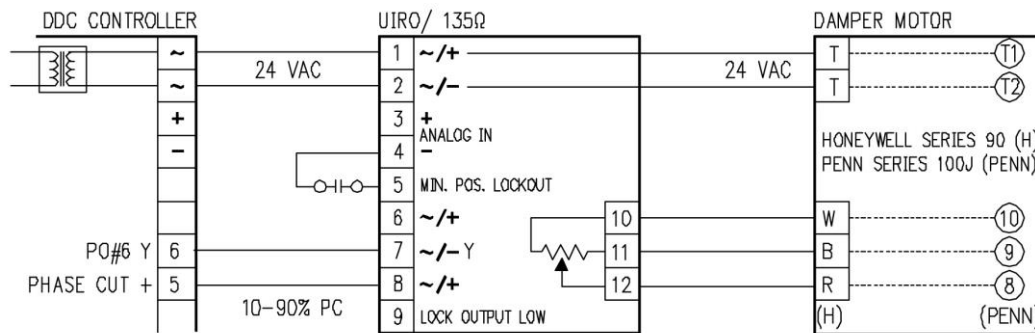 DDC CONTROLLER UIRO/ 135Ω DAMPER MOTOR
~ 1 ~/+ T T1
24 VAC 24 VAC
~ 2 ~/- T T2
+ 3 +
ANALOG IN HONEYWELL SERIES 90 (H)
- 4 - PENN SERIES 100J (PENN)
5 MIN. POS. LOCKOUT
6 ~/+ 10 W 10
PO#6 Y 6 7 ~/- Y 11 B 9
PHASE CUT + 5 8 ~/+ 12 R 8
10-90% PC 9 LOCK OUTPUT LOW (H) (PENN)